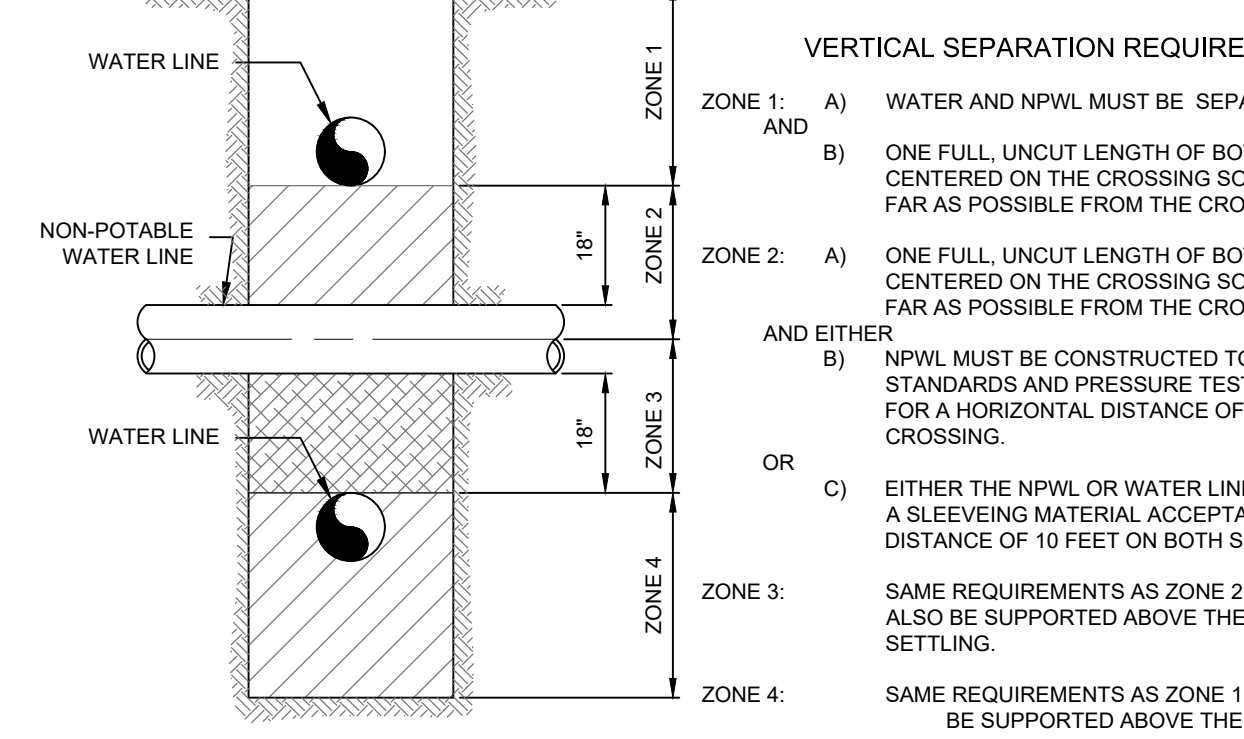 WATER LINE
NON-POTABLE
WATER LINE
WATER LINE
18"
18"
ZONE 1
ZONE 2
ZONE 3
ZONE 4
VERTICAL SEPARATION REQUIRE
ZONE 1: A) WATER AND NPWL MUST BE SEPA
AND
B) ONE FULL, UNCUT LENGTH OF BO
CENTERED ON THE CROSSING SO
FAR AS POSSIBLE FROM THE CRO
ZONE 2: A) ONE FULL, UNCUT LENGTH OF BO
CENTERED ON THE CROSSING SO
FAR AS POSSIBLE FROM THE CRO
AND EITHER
B) NPWL MUST BE CONSTRUCTED TO
STANDARDS AND PRESSURE TEST
FOR A HORIZONTAL DISTANCE OF
CROSSING.
OR
C) EITHER THE NPWL OR WATER LINE
A SLEEVEING MATERIAL ACCEPTA
DISTANCE OF 10 FEET ON BOTH S
ZONE 3: SAME REQUIREMENTS AS ZONE 2
ALSO BE SUPPORTED ABOVE THE
SETTLING.
ZONE 4: SAME REQUIREMENTS AS ZONE 1
BE SUPPORTED ABOVE THE